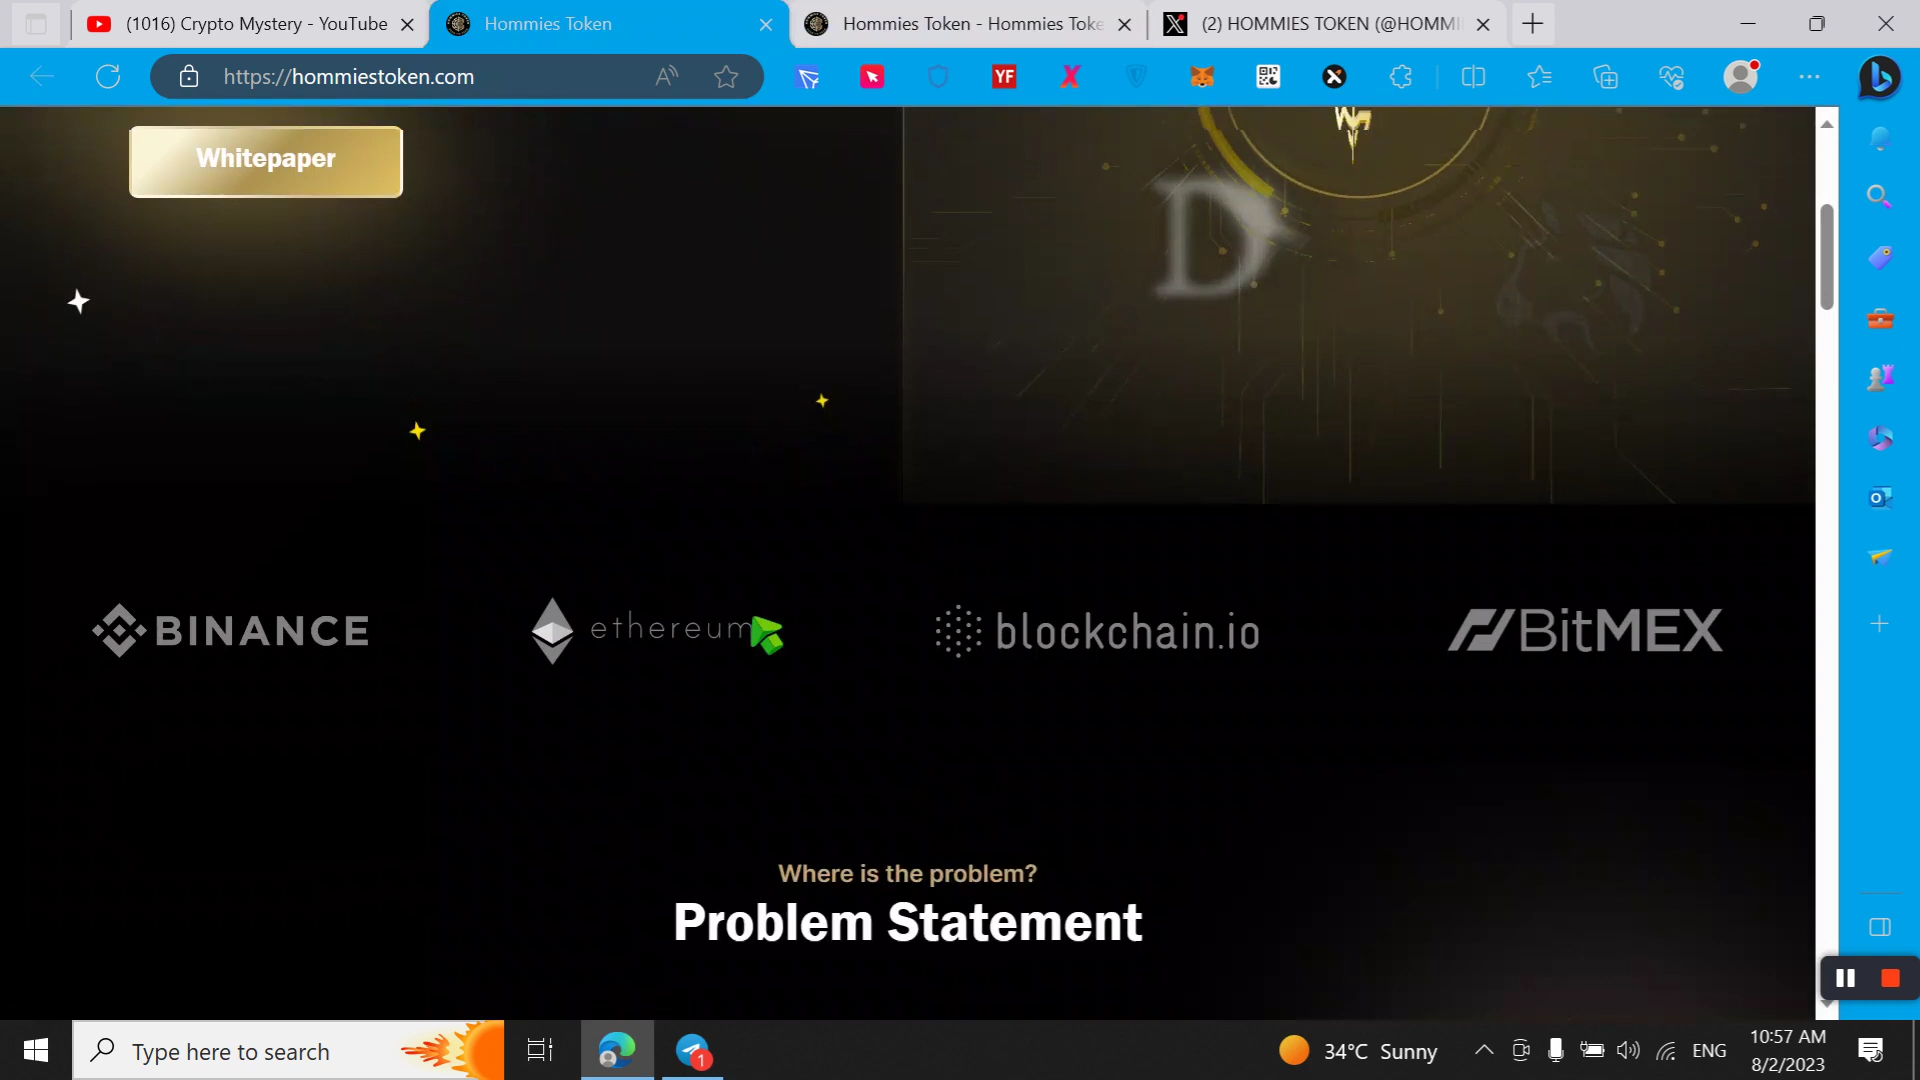 (1016) Crypto Mystery - YouTube
Hommies Token
Hommies Token - Hommies Toke
(2) HOMMIES TOKEN (@HOMMI
https://hommiestoken.com
A
YF
X
Whitepaper
D
BINANCE
ethereum
blockchain.io
BitMEX
Where is the problem?
Problem Statement
Type here to search
1
34°C Sunny
ENG
10:57 AM
8/2/2023